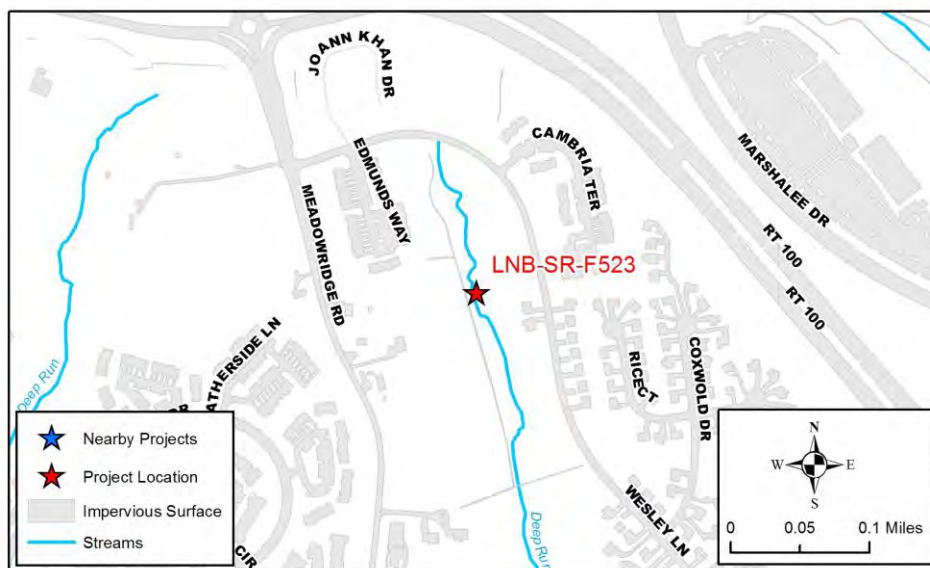 JOANN KHAN DR
EDMUNDS WAY
CAMBRIA TER
MARSHALEE DR
MEADOWRIDGE RD
RT 100
RT 100
LNB-SR-F523
ATHERSIDE LN
RICECT
COXWOLD DR
Deep Run
DR
CIR
WESLEY LN
Deep Run
Nearby Projects
Project Location
Impervious Surface
Streams
N
W E
S
0 0.05 0.1 Miles